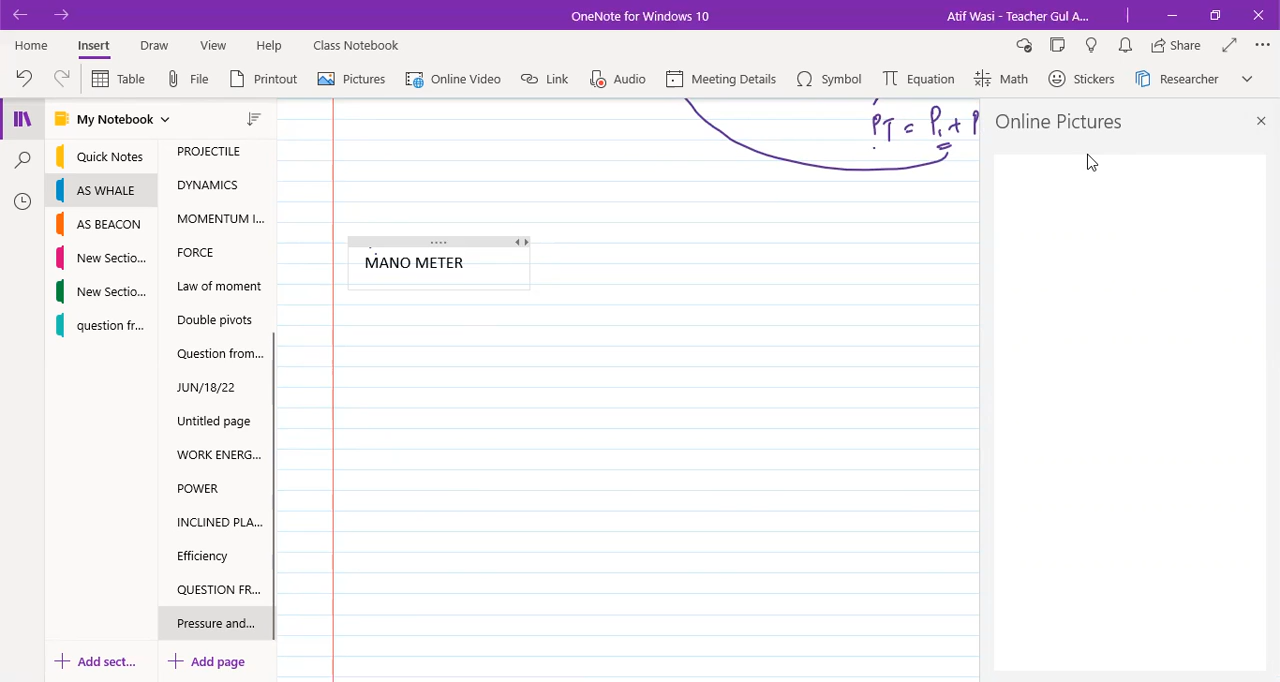 OneNote for Windows 10
Atif Wasi - Teacher Gul A...
Home
Insert
Draw
View
Help
Class Notebook
Share
Table
File
Printout
Pictures
Online Video
Link
Audio
Meeting Details
Symbol
Equation
Math
Stickers
Researcher
My Notebook
Quick Notes
AS WHALE
AS BEACON
New Sectio...
New Sectio...
question fr...
Add sect...
PROJECTILE
DYNAMICS
MOMENTUM I...
FORCE
Law of moment
Double pivots
Question from...
JUN/18/22
Untitled page
WORK ENERG...
POWER
INCLINED PLA...
Efficiency
QUESTION FR...
Pressure and...
Add page
PT = P1 + P
MANO METER
Online Pictures